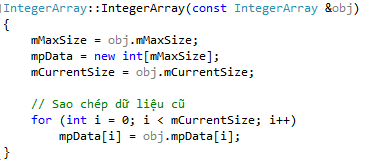 IntegerArray::IntegerArray(const IntegerArray &obj)
{
mMaxSize = obj.mMaxSize;
mpData = new int[mMaxSize];
mCurrentSize = obj.mCurrentSize;
// Sao chép dữ liệu cũ
for (int i = 0; i < mCurrentSize; i++)
mpData[i] = obj.mpData[i];
}